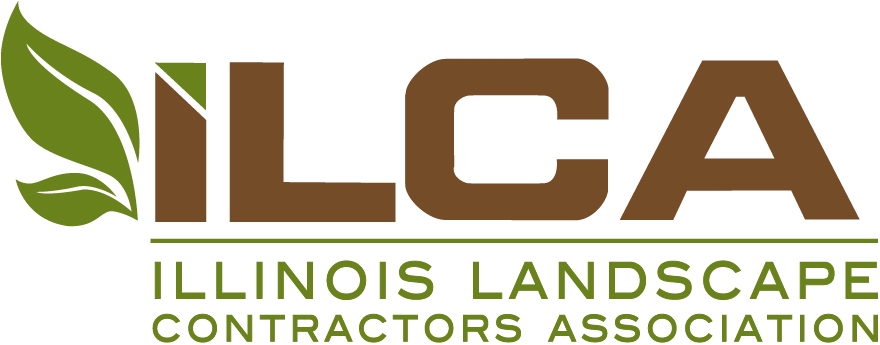 ILCA
ILLINOIS LANDSCAPE
CONTRACTORS ASSOCIATION